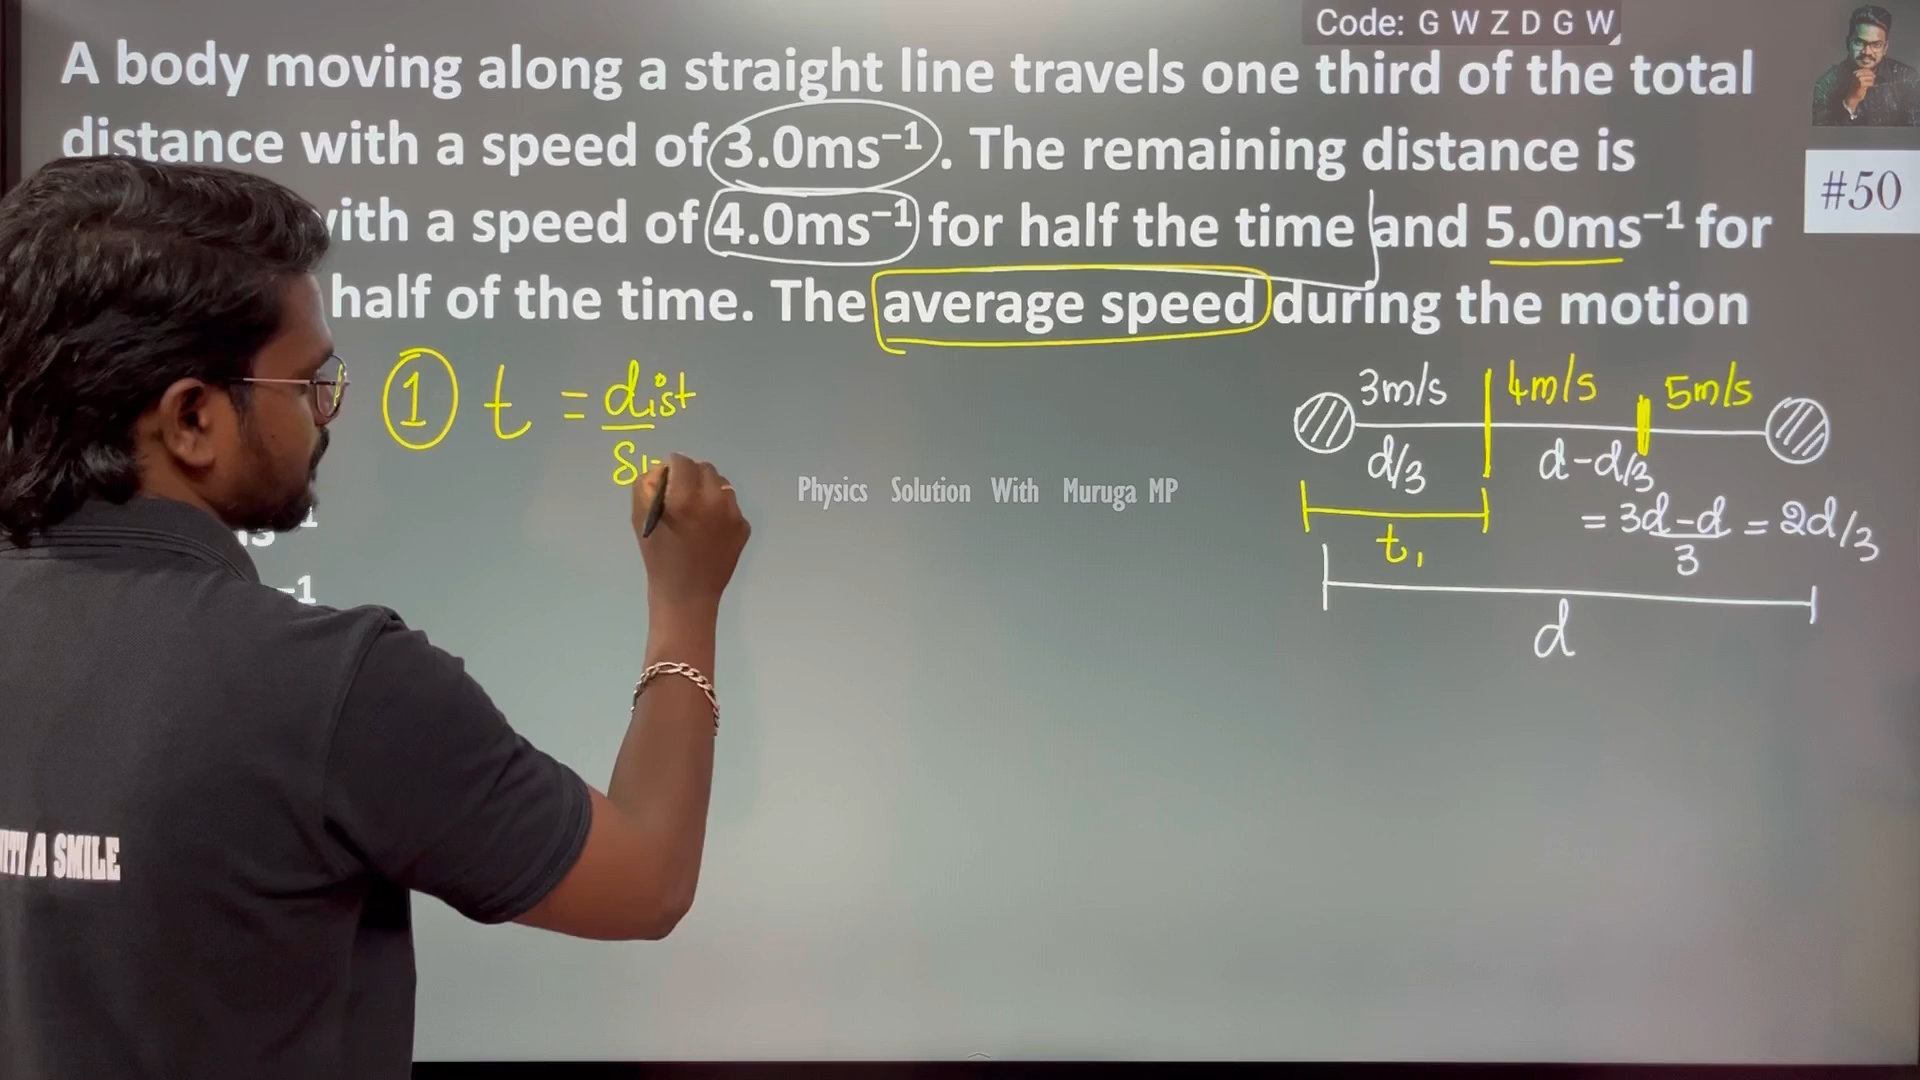 Code: G W Z D G W
A body moving along a straight line travels one third of the total
distance with a speed of 3.0ms⁻¹. The remaining distance is
with a speed of 4.0ms⁻¹ for half the time and 5.0ms⁻¹ for
half of the time. The average speed during the motion
#50
1 t = dist
3m/s 4m/s 5m/s
d/3 d-d/3
= 3d-d/3 = 2d/3
t₁
d
Physics Solution With Muruga MP
-1
A SMILE